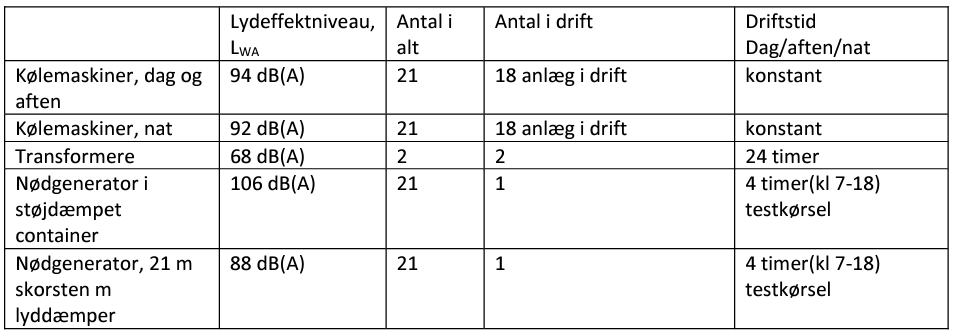 Lydeffektniveau, Antal i Antal i drift Driftstid
LWA alt Dag/aften/nat
Kølemaskiner, dag og 94 dB(A) 21 18 anlæg i drift konstant
aften
Kølemaskiner, nat 92 dB(A) 21 18 anlæg i drift konstant
Transformere 68 dB(A) 2 2 24 timer
Nødgenerator i 106 dB(A) 21 1 4 timer(kl 7-18)
støjdæmpet testkørsel
container
Nødgenerator, 21 m 88 dB(A) 21 1 4 timer(kl 7-18)
skorsten m testkørsel
lyddæmper